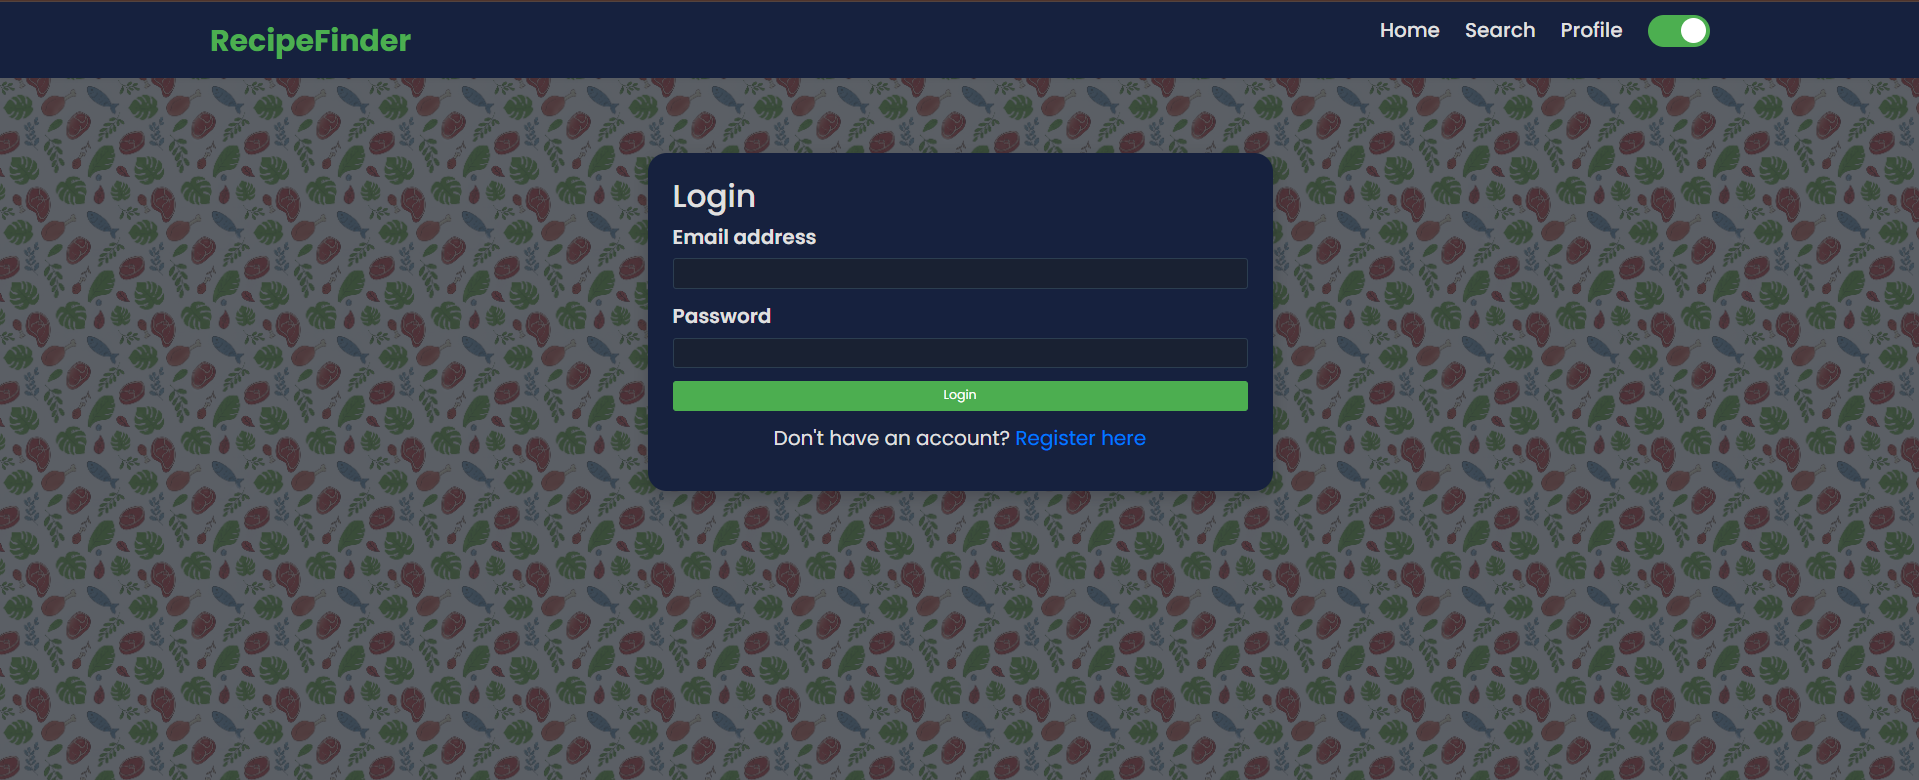 RecipeFinder
Home Search Profile
Login
Email address
Password
Login
Don't have an account? Register here